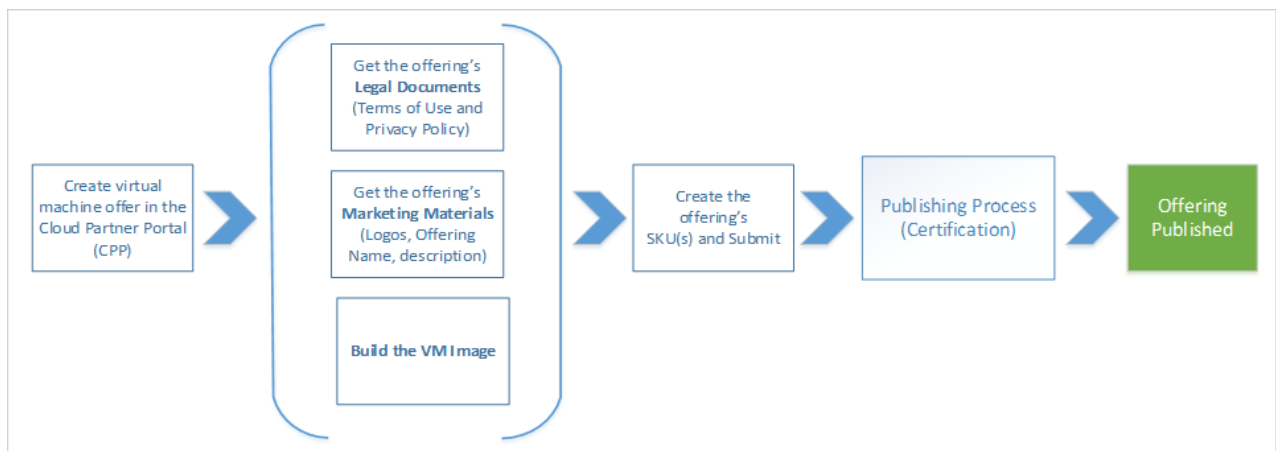 Create virtual
machine offer in the
Cloud Partner Portal
(CPP)
Get the offering's
Legal Documents
(Terms of Use and
Privacy Policy)
Get the offering's
Marketing Materials
(Logos, Offering
Name, description)
Build the VM Image
Create the
offering's
SKU(s) and Submit
Publishing Process
(Certification)
Offering
Published